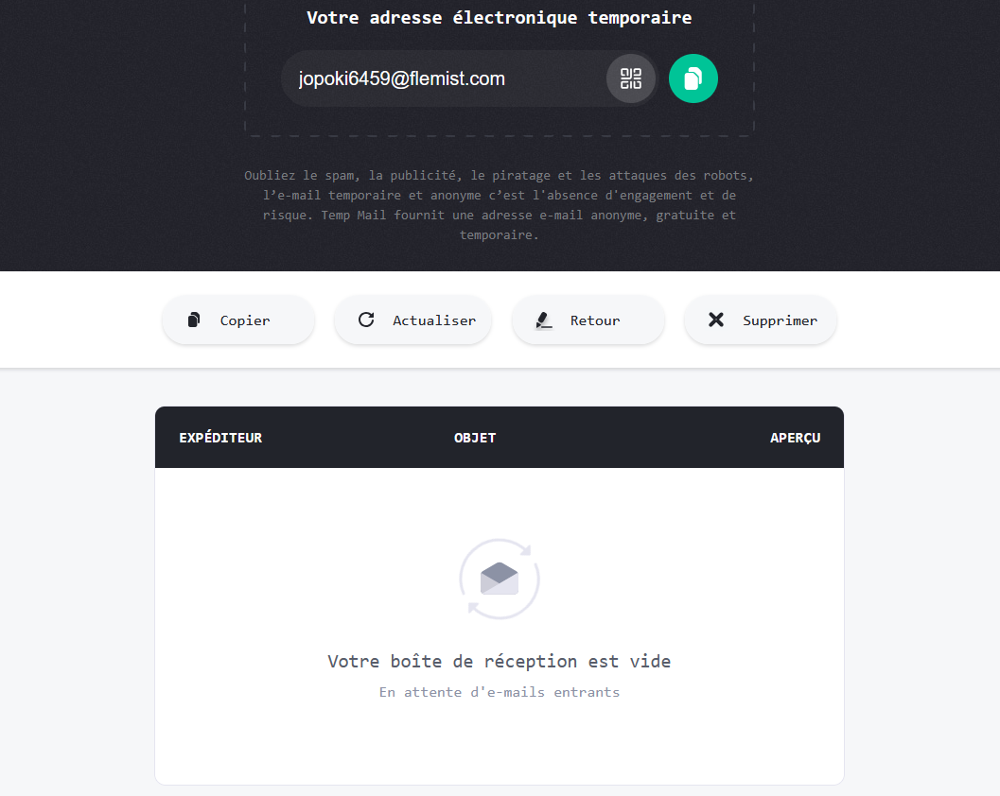 Votre adresse électronique temporaire
jopoki6459@flemist.com
Oubliez le spam, la publicité, le piratage et les attaques des robots,
l’e-mail temporaire et anonyme c’est l'absence d'engagement et de
risque. Temp Mail fournit une adresse e-mail anonyme, gratuite et
temporaire.
Copier
Actualiser
Retour
Supprimer
EXPÉDITEUR
OBJET
APERÇU
Votre boîte de réception est vide
En attente d'e-mails entrants